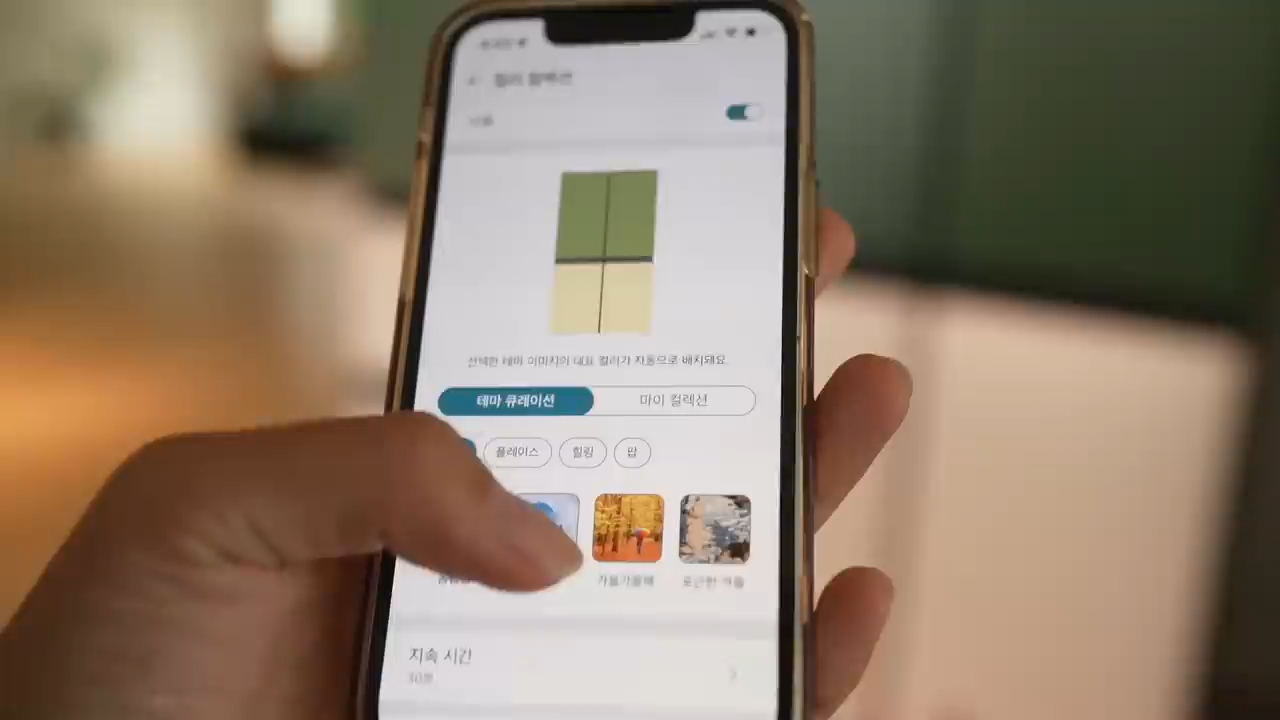 컬러 컬렉션
선택한 테마 이미지의 대표 컬러가 자동으로 배치돼요.
테마 큐레이션
마이 컬렉션
플레이스
힐링
팝
가을가을해
포근한 겨울
지속 시간
30분